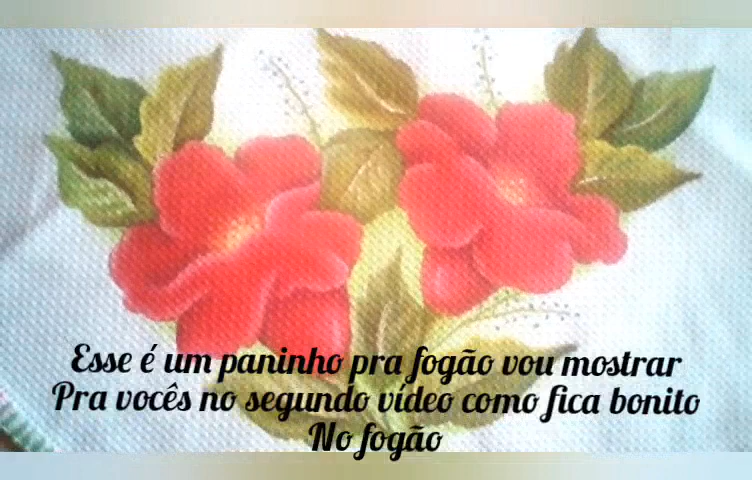 Esse é um paninho pra fogão vou mostrar
Pra vocês no segundo vídeo como fica bonito
No fogão